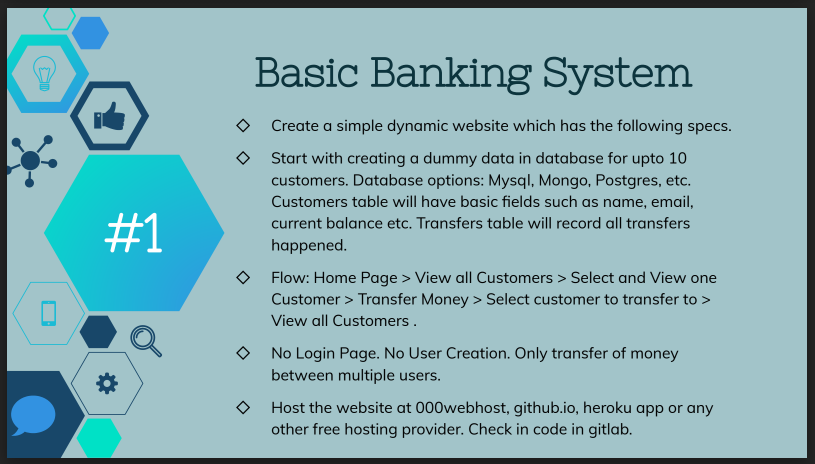 Basic Banking System
#1
Create a simple dynamic website which has the following specs.
Start with creating a dummy data in database for upto 10
customers. Database options: Mysql, Mongo, Postgres, etc.
Customers table will have basic fields such as name, email,
current balance etc. Transfers table will record all transfers
happened.
Flow: Home Page > View all Customers > Select and View one
Customer > Transfer Money > Select customer to transfer to >
View all Customers .
No Login Page. No User Creation. Only transfer of money
between multiple users.
Host the website at 000webhost, github.io, heroku app or any
other free hosting provider. Check in code in gitlab.